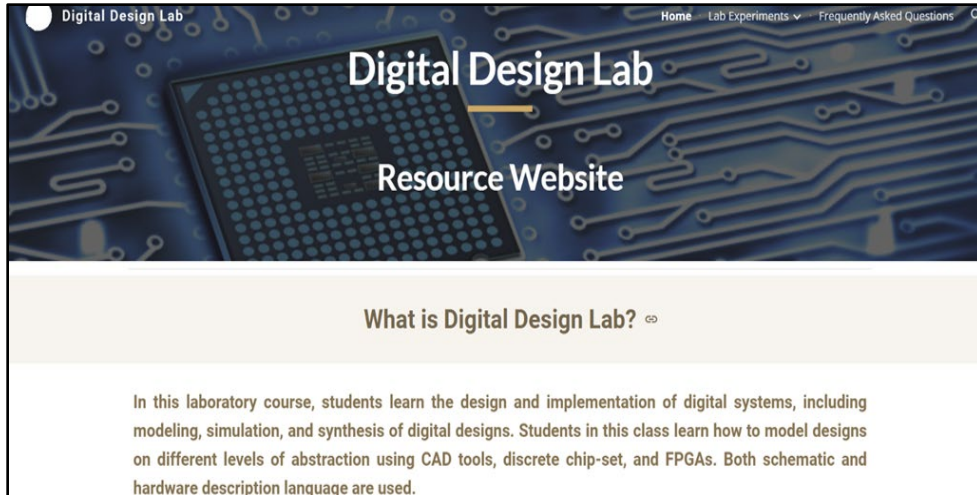 Digital Design Lab
Home Lab Experiments Frequently Asked Questions
Digital Design Lab
Resource Website
What is Digital Design Lab?
In this laboratory course, students learn the design and implementation of digital systems, including
modeling, simulation, and synthesis of digital designs. Students in this class learn how to model designs
on different levels of abstraction using CAD tools, discrete chip-set, and FPGAs. Both schematic and
hardware description language are used.